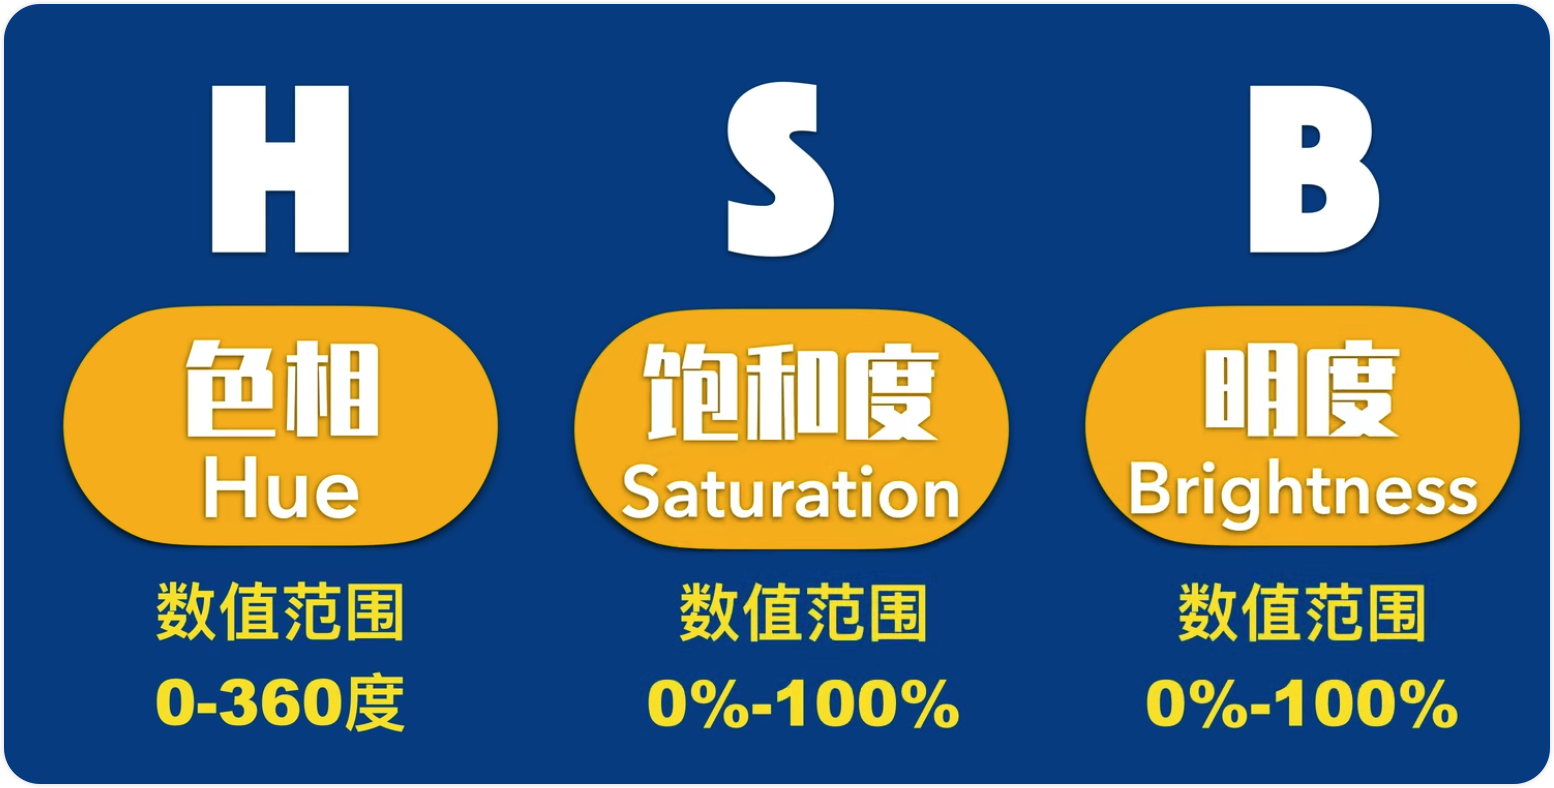 H
S
B
色相
Hue
饱和度
Saturation
明度
Brightness
数值范围
0-360度
数值范围
0%-100%
数值范围
0%-100%